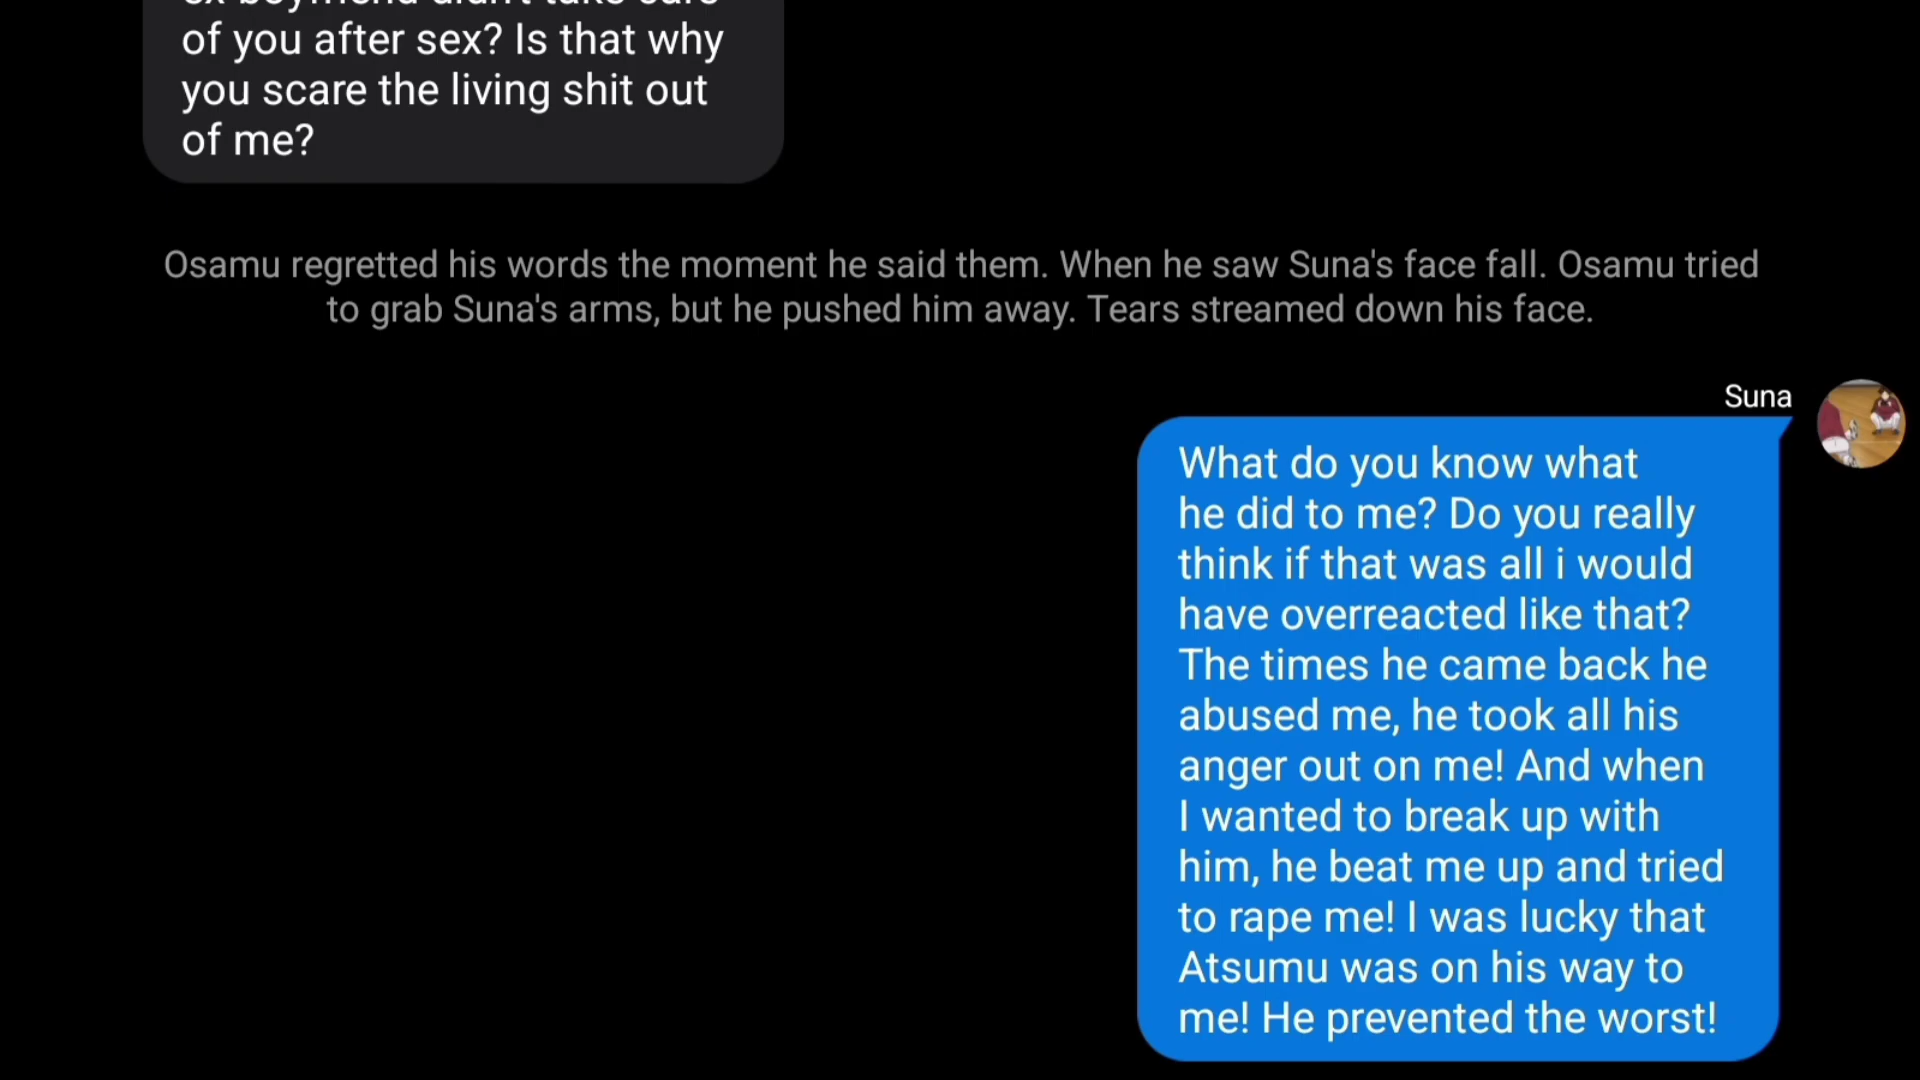 ex-boyfriend didn't take care
of you after sex? Is that why
you scare the living shit out
of me?
Osamu regretted his words the moment he said them. When he saw Suna's face fall. Osamu tried
to grab Suna's arms, but he pushed him away. Tears streamed down his face.
Suna
What do you know what
he did to me? Do you really
think if that was all i would
have overreacted like that?
The times he came back he
abused me, he took all his
anger out on me! And when
I wanted to break up with
him, he beat me up and tried
to rape me! I was lucky that
Atsumu was on his way to
me! He prevented the worst!